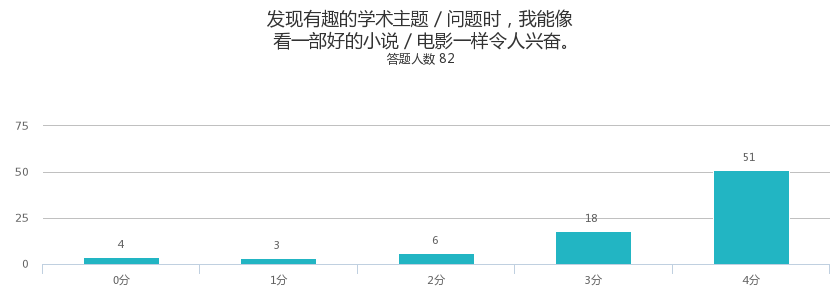 发现有趣的学术主题 / 问题时，我能像
看一部好的小说 / 电影一样令人兴奋。
答题人数 82
75
50
25
0
4
3
6
18
51
0分
1分
2分
3分
4分